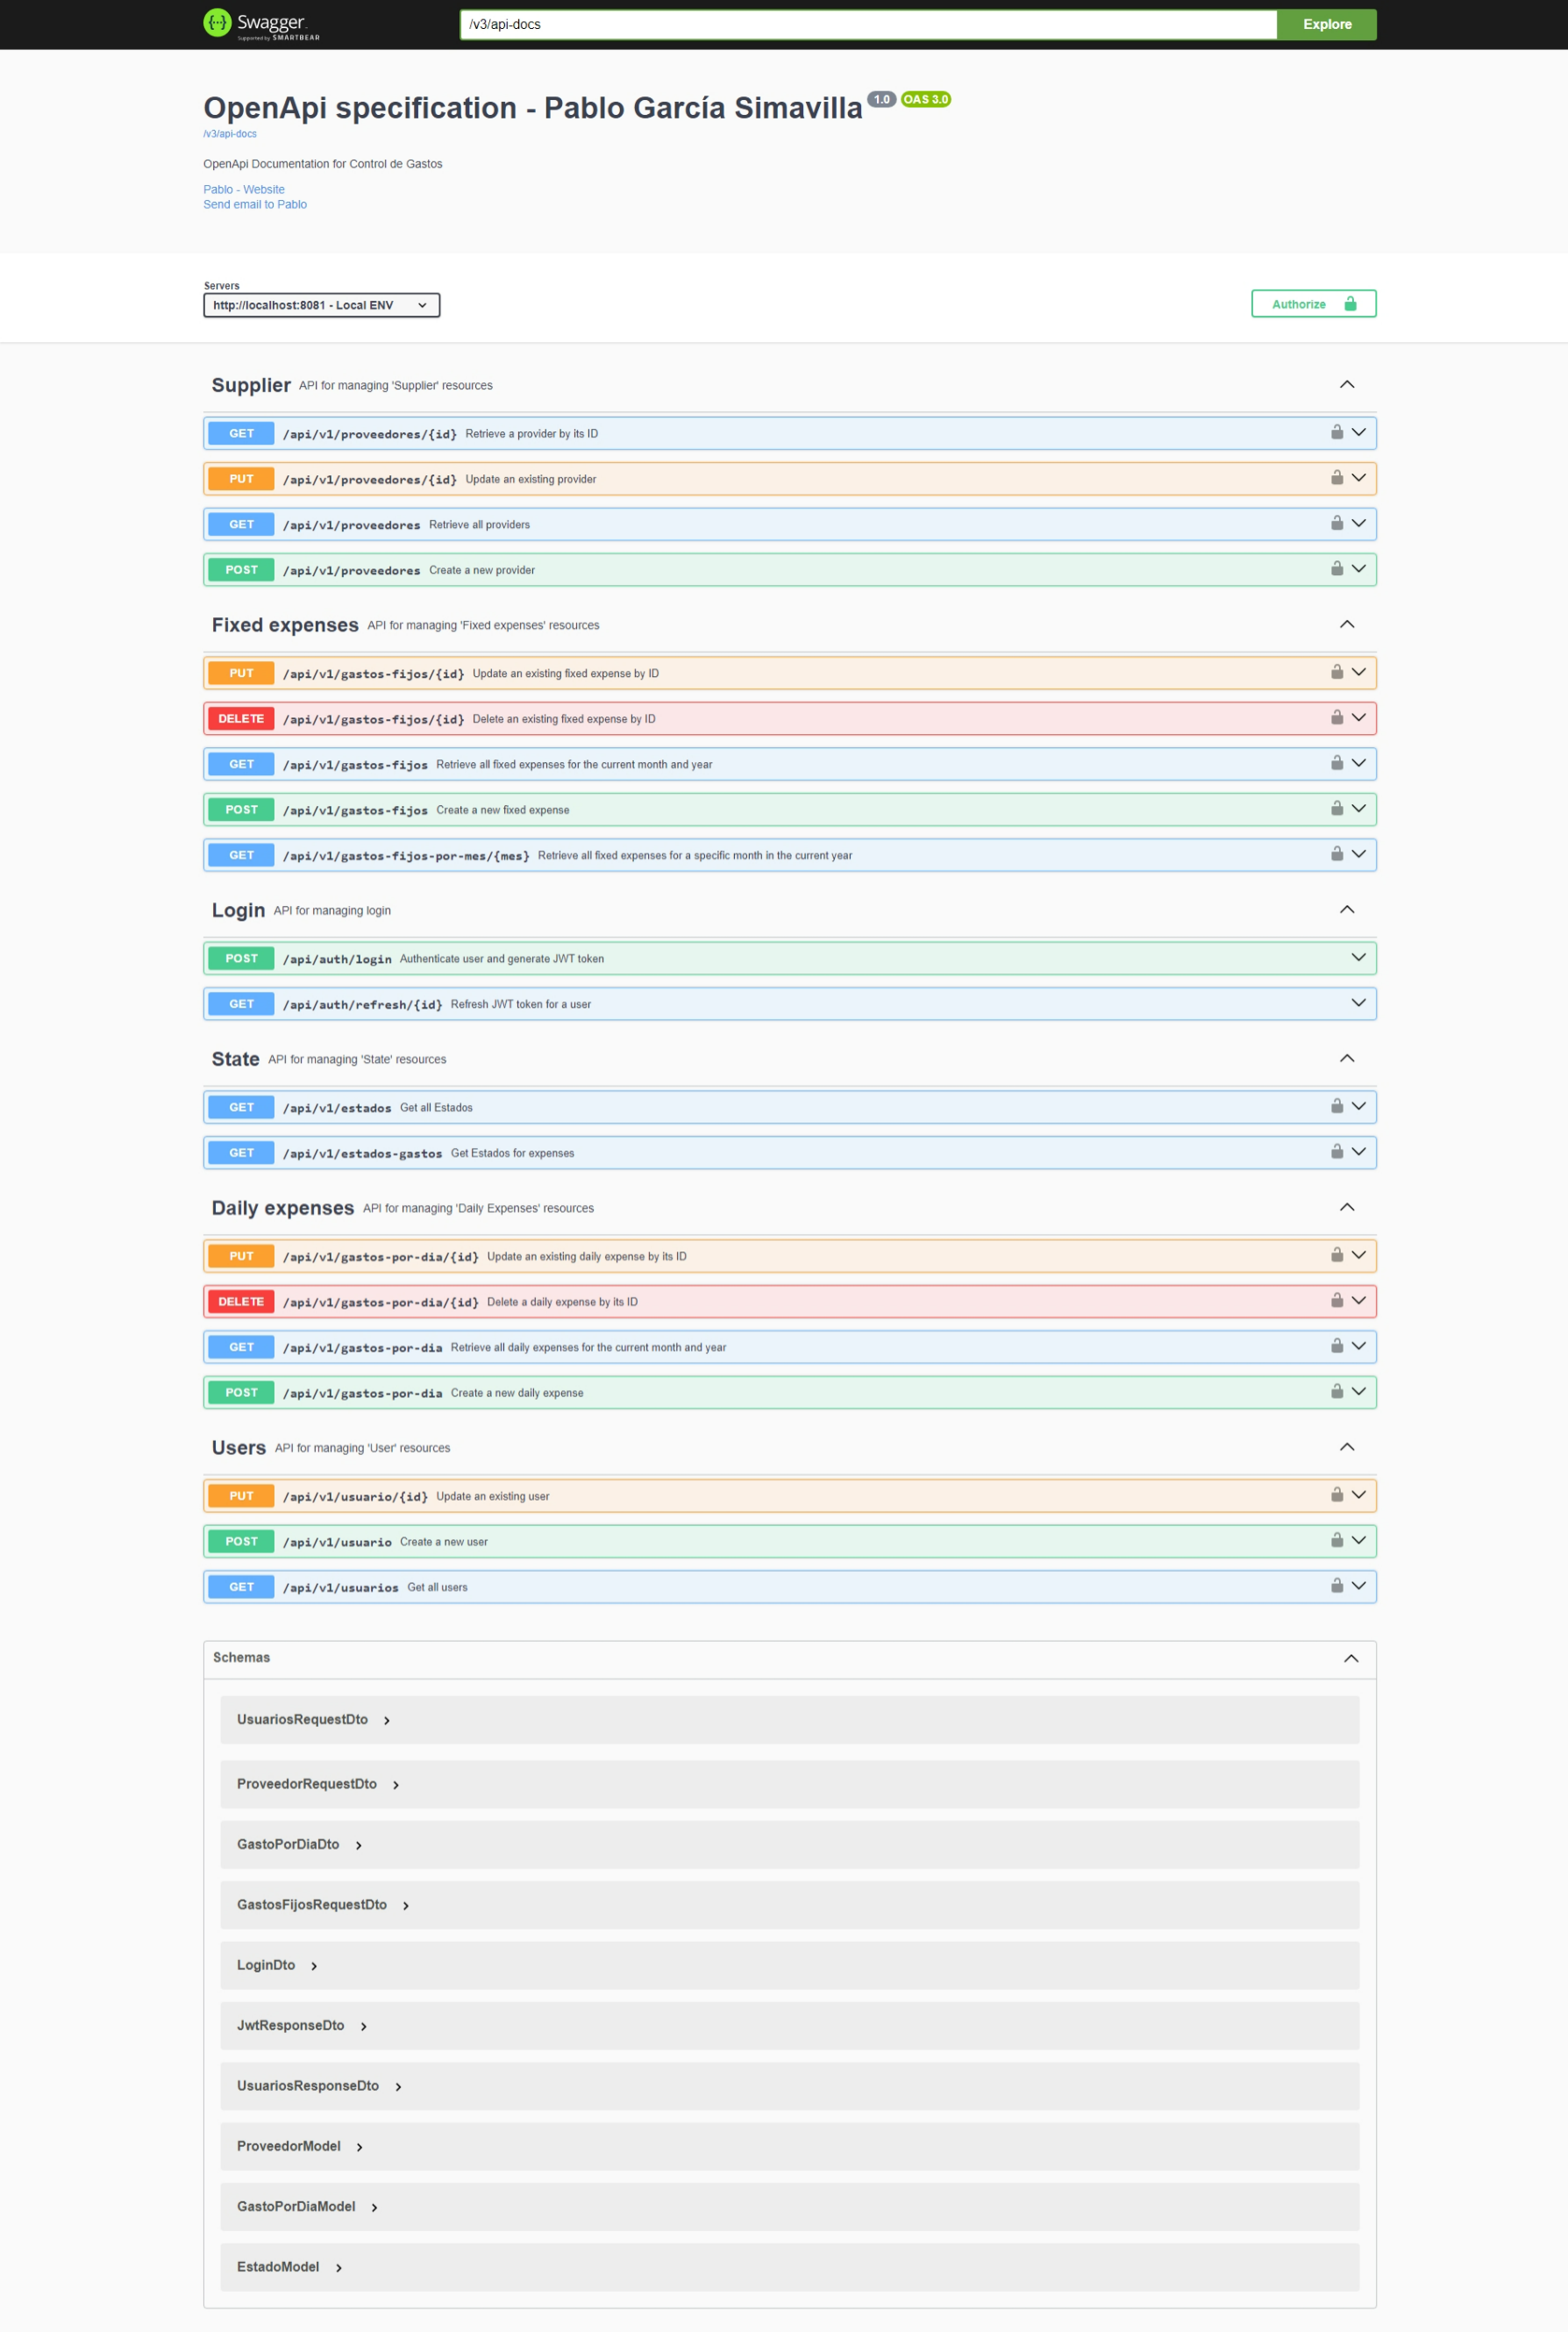 Swagger.
Supported by SMARTBEAR
/v3/api-docs
Explore
OpenApi specification - Pablo García Simavilla 1.0 OAS 3.0
/v3/api-docs
OpenApi Documentation for Control de Gastos
Pablo - Website
Send email to Pablo
Servers
http://localhost:8081 - Local ENV
Authorize
Supplier API for managing 'Supplier' resources
GET /api/v1/proveedores/{id} Retrieve a provider by its ID
PUT /api/v1/proveedores/{id} Update an existing provider
GET /api/v1/proveedores Retrieve all providers
POST /api/v1/proveedores Create a new provider
Fixed expenses API for managing 'Fixed expenses' resources
PUT /api/v1/gastos-fijos/{id} Update an existing fixed expense by ID
DELETE /api/v1/gastos-fijos/{id} Delete an existing fixed expense by ID
GET /api/v1/gastos-fijos Retrieve all fixed expenses for the current month and year
POST /api/v1/gastos-fijos Create a new fixed expense
GET /api/v1/gastos-fijos-por-mes/{mes} Retrieve all fixed expenses for a specific month in the current year
Login API for managing login
POST /api/auth/login Authenticate user and generate JWT token
GET /api/auth/refresh/{id} Refresh JWT token for a user
State API for managing 'State' resources
GET /api/v1/estados Get all Estados
GET /api/v1/estados-gastos Get Estados for expenses
Daily expenses API for managing 'Daily Expenses' resources
PUT /api/v1/gastos-por-dia/{id} Update an existing daily expense by its ID
DELETE /api/v1/gastos-por-dia/{id} Delete a daily expense by its ID
GET /api/v1/gastos-por-dia Retrieve all daily expenses for the current month and year
POST /api/v1/gastos-por-dia Create a new daily expense
Users API for managing 'User' resources
PUT /api/v1/usuario/{id} Update an existing user
POST /api/v1/usuario Create a new user
GET /api/v1/usuarios Get all users
Schemas
UsuariosRequestDto
ProveedorRequestDto
GastoPorDiaDto
GastosFijosRequestDto
LoginDto
JwtResponseDto
UsuariosResponseDto
ProveedorModel
GastoPorDiaModel
EstadoModel